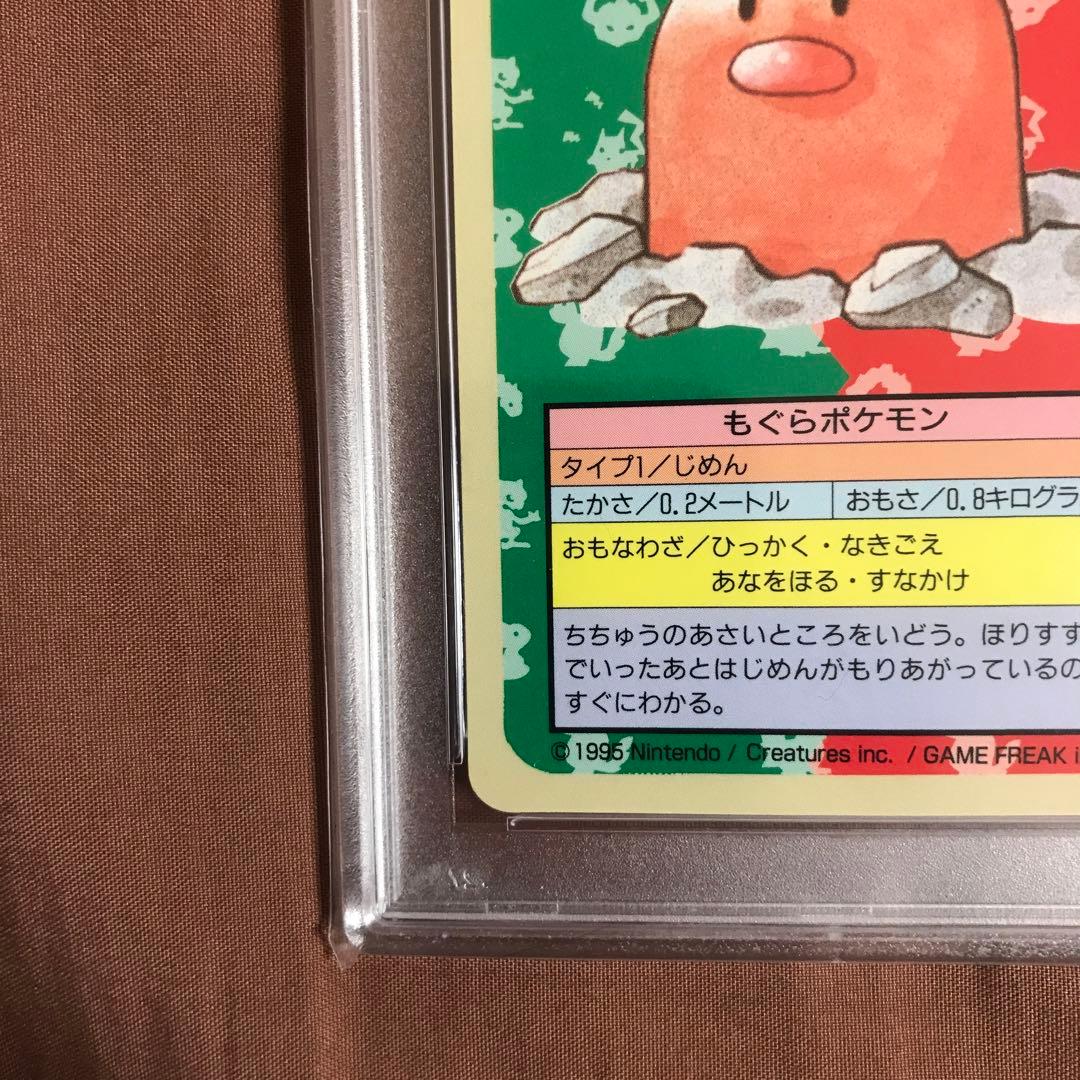 もぐらポケモン
タイプ1／じめん
たかさ／0.2メートル おもさ／0.8キログラ
おもなわざ／ひっかく・なきごえ
あなをほる・すなかけ
ちちゅうのあさいところをいどう。ほりすす
でいったあとはじめんがもりあがっているの
すぐにわかる。
© 1995 Nintendo / Creatures inc. / GAME FREAK i